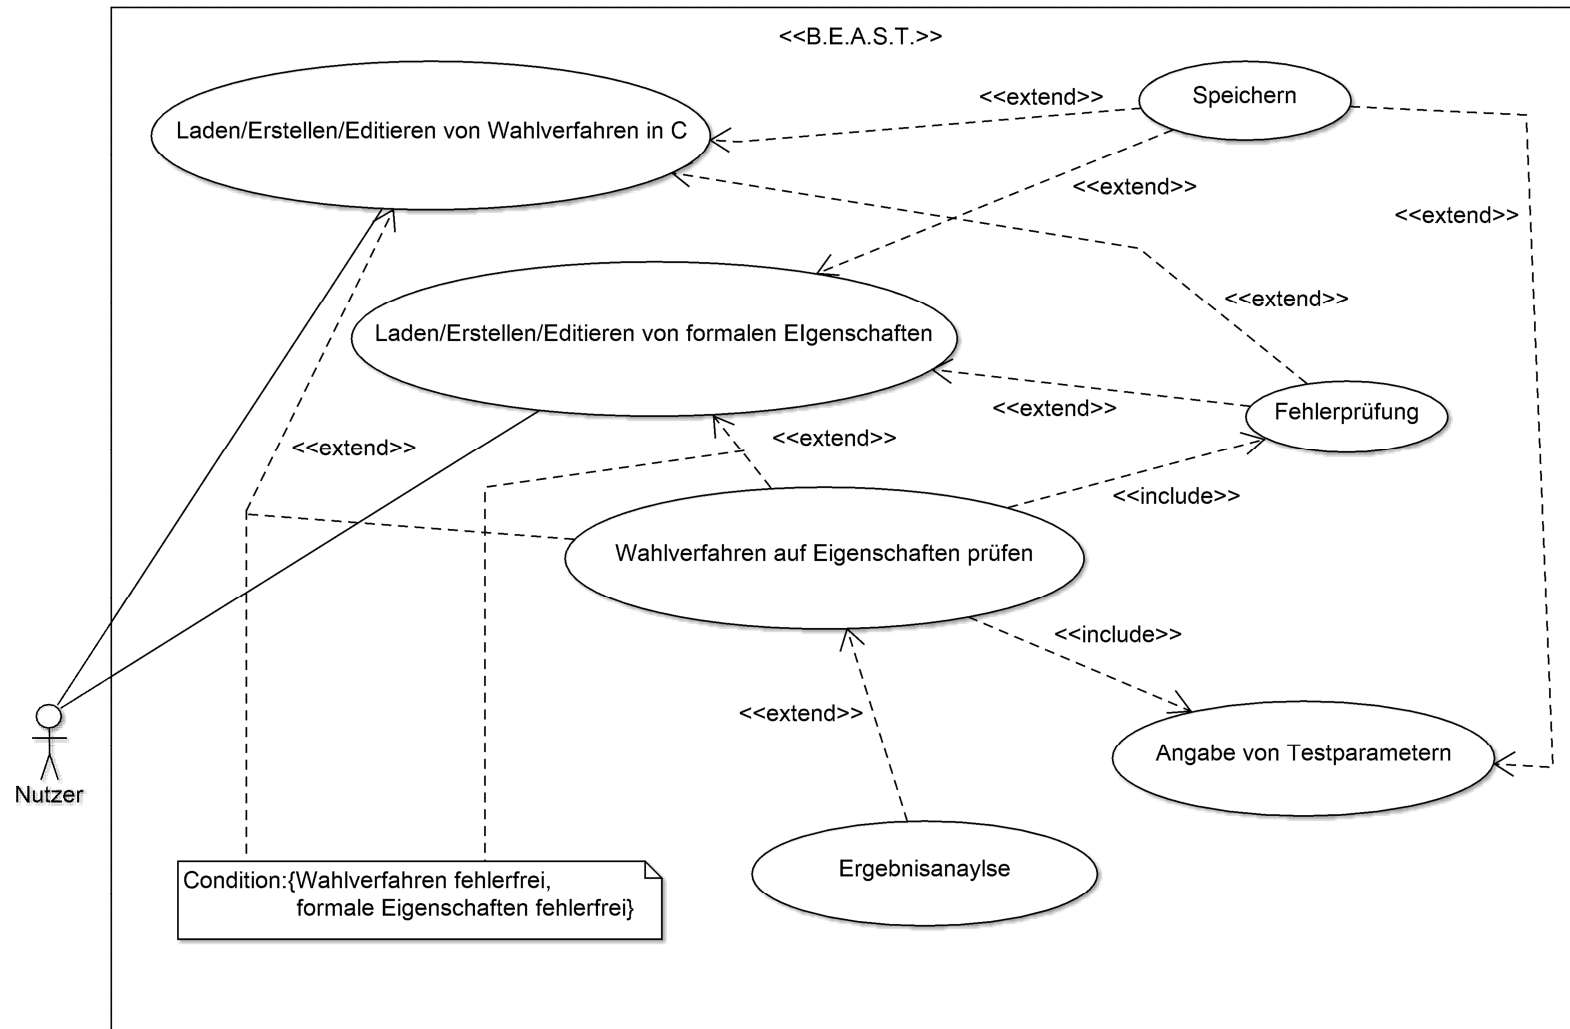 <<B.E.A.S.T.>>
Speichern
<<extend>>
Laden/Erstellen/Editieren von Wahlverfahren in C
<<extend>>
<<extend>>
<<extend>>
Laden/Erstellen/Editieren von formalen EIgenschaften
<<extend>>
Fehlerprüfung
<<extend>>
<<extend>>
<<include>>
Wahlverfahren auf Eigenschaften prüfen
<<include>>
<<extend>>
Angabe von Testparametern
Nutzer
Ergebnisanaylse
Condition:{Wahlverfahren fehlerfrei,
formale Eigenschaften fehlerfrei}